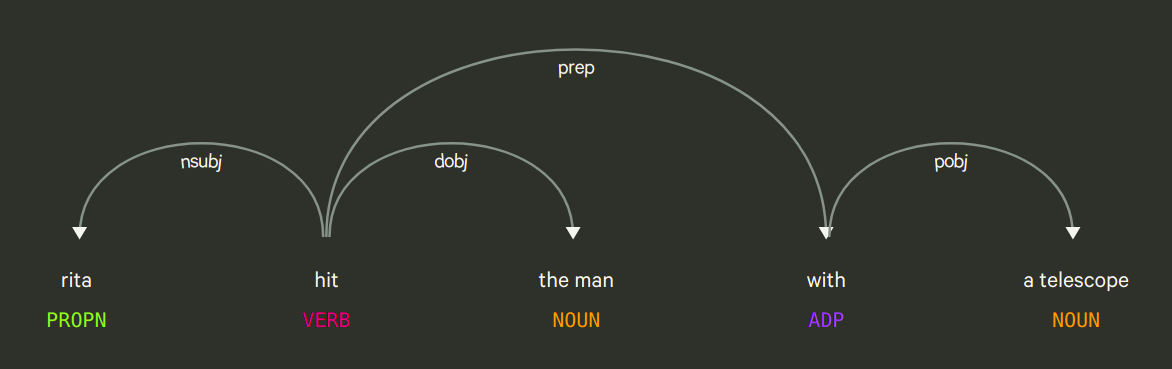 prep
nsubj dobj pobj
rita hit the man with a telescope
PROPN VERB NOUN ADP NOUN